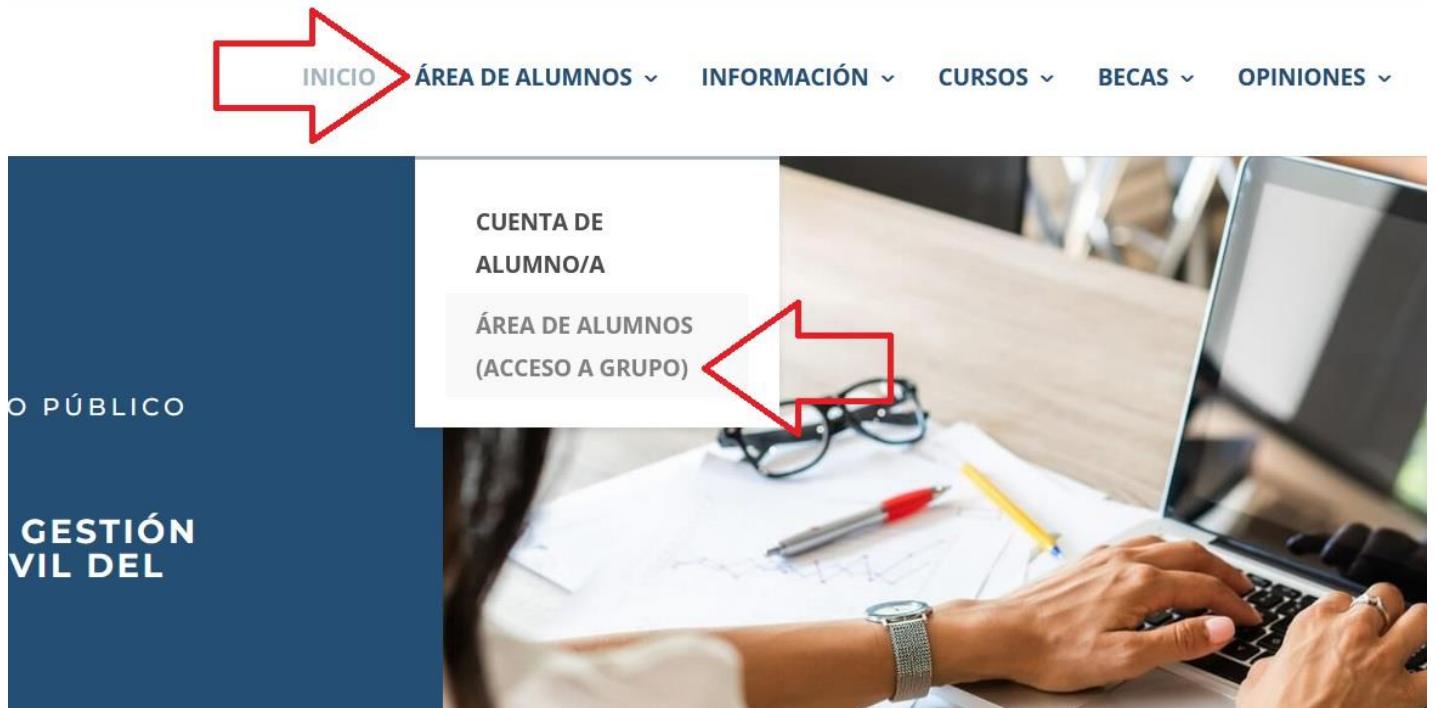 INICIO ÁREA DE ALUMNOS INFORMACIÓN CURSOS BECAS OPINIONES
CUENTA DE
ALUMNO/A
ÁREA DE ALUMNOS
(ACCESO A GRUPO)
O PÚBLICO
GESTIÓN
VIL DEL